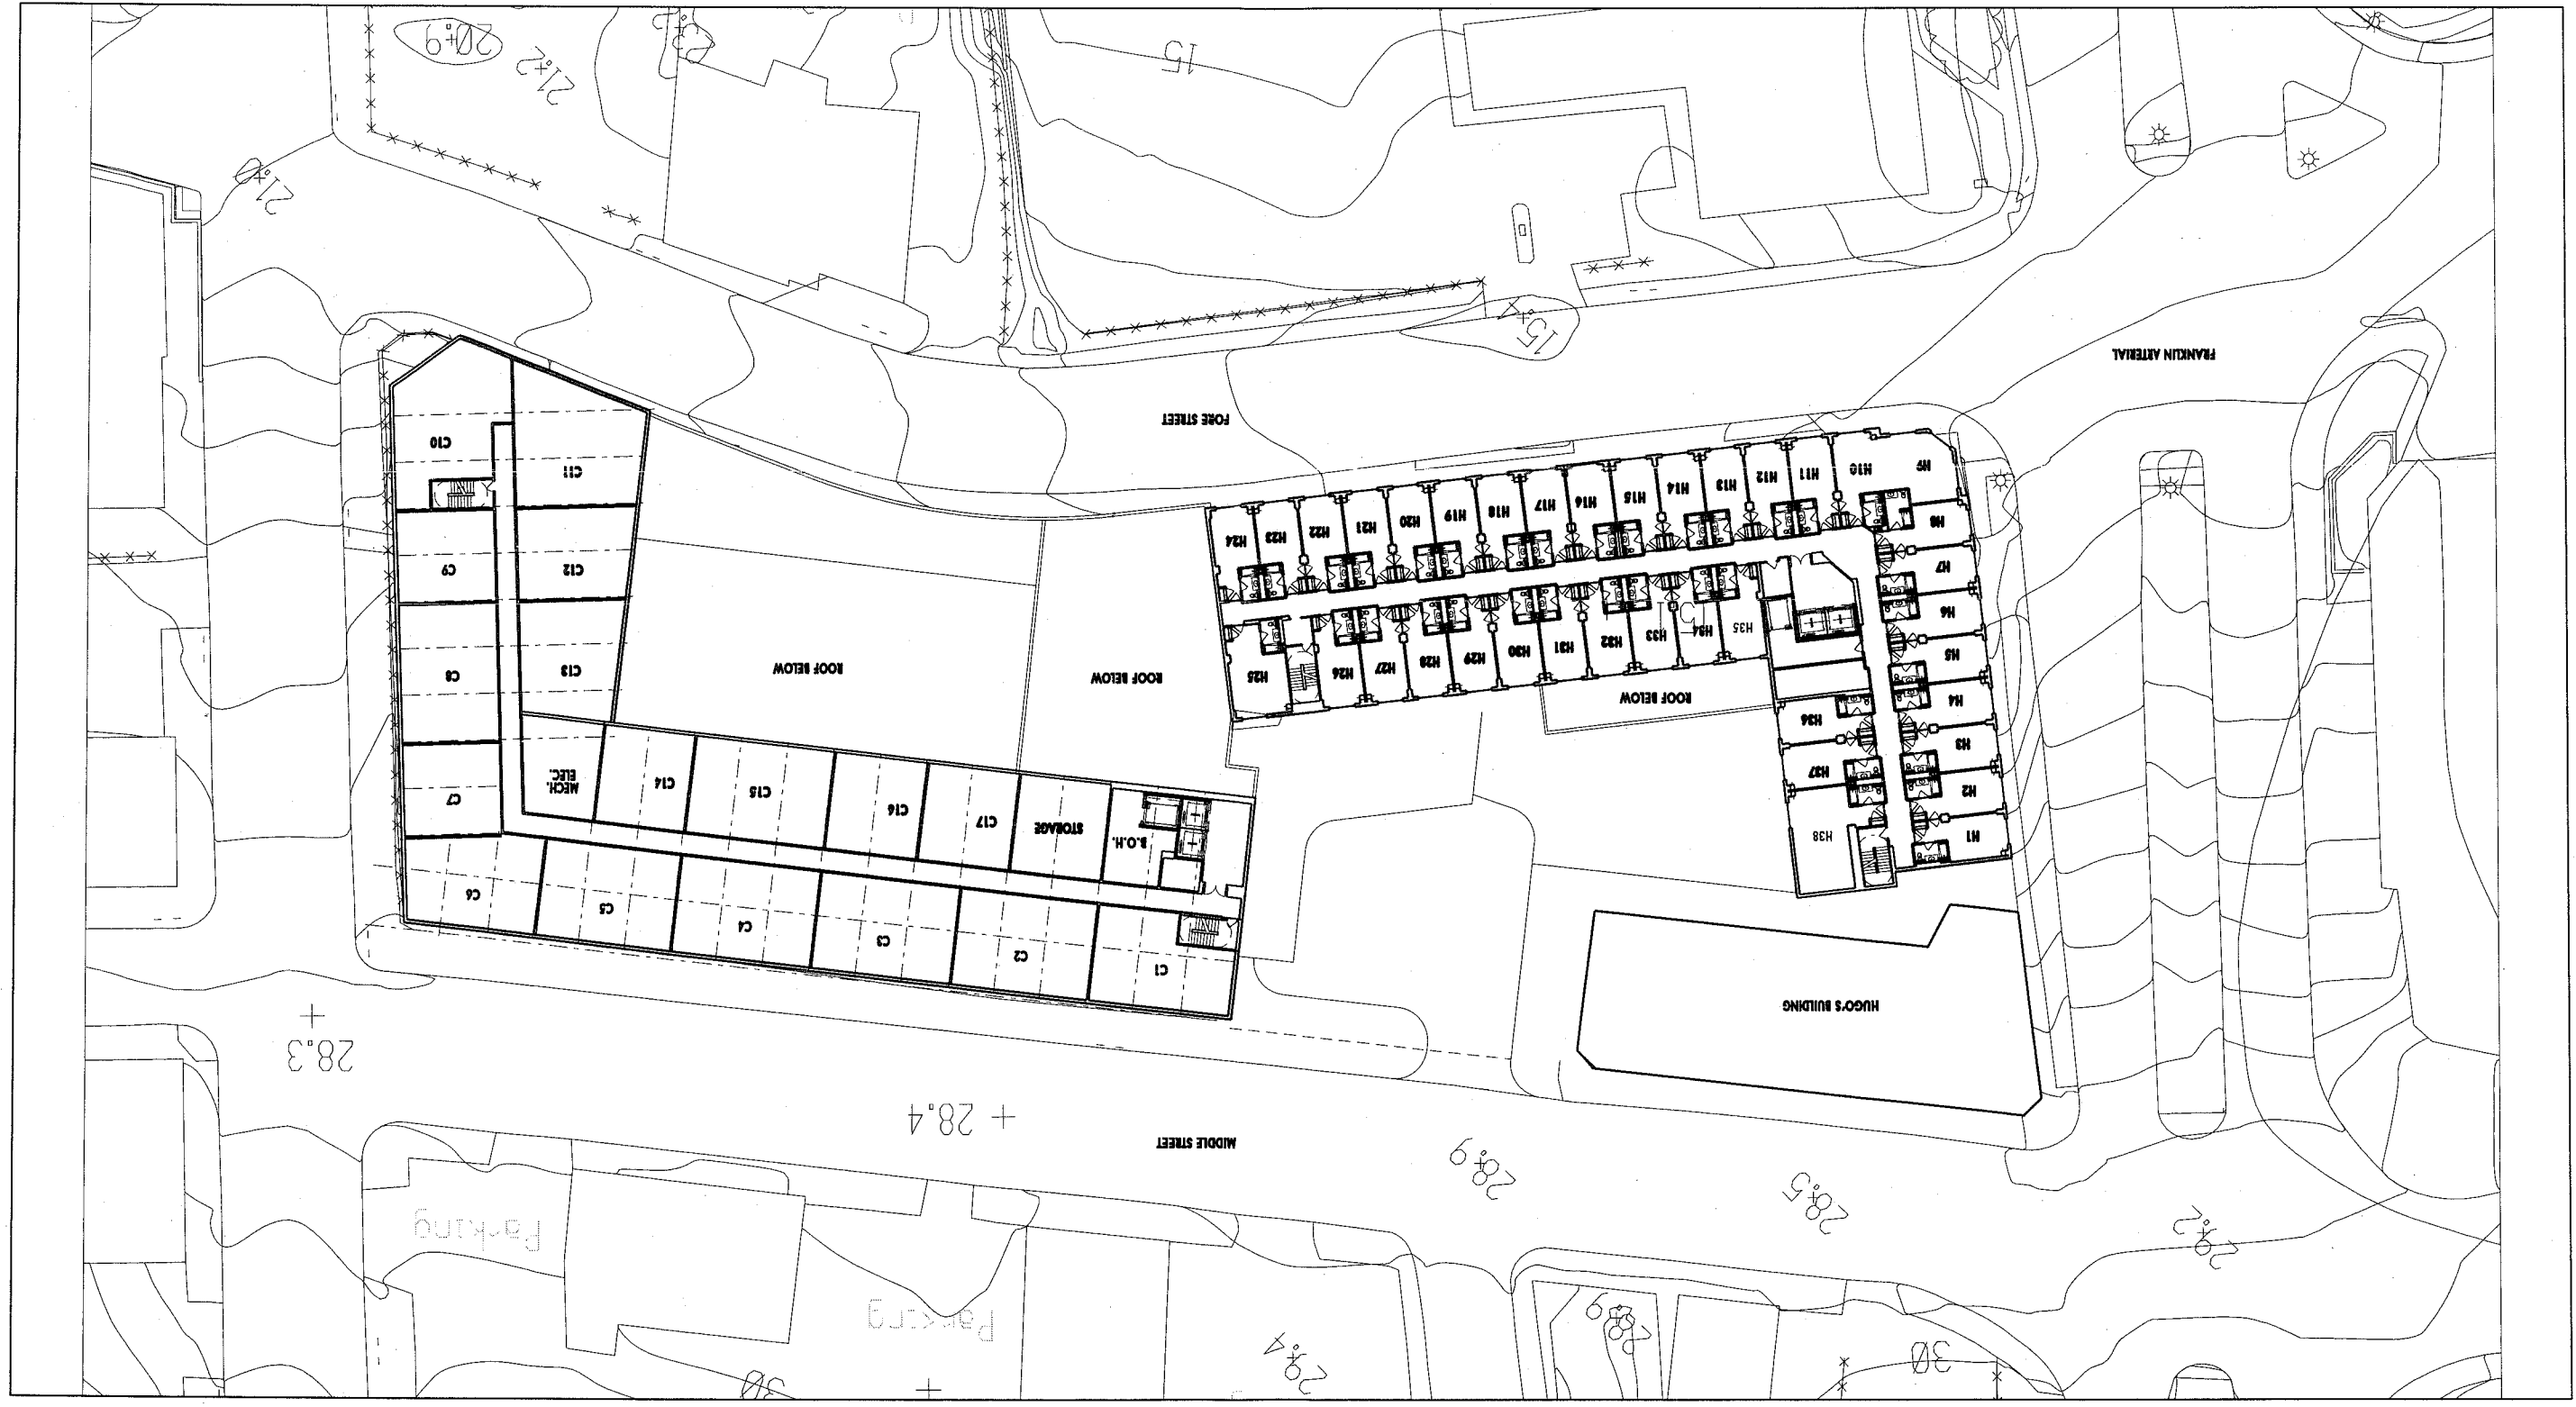 30
29.4
30
Parking
Parking
29.2
28.5
28.9
MIDDLE STREET
28.4
28.3
HUGO'S BUILDING
C1
C2
C3
C4
C5
C6
H1
H2
H3
H4
H5
H6
H7
H8
H9
H38
H37
H36
B.O.H.
STORAGE
C17
C16
C15
C14
MECH.
ELEC.
C7
C8
C9
C10
C13
C12
C11
ROOF BELOW
ROOF BELOW
ROOF BELOW
H35
H34
H33
H32
H31
H30
H29
H28
H27
H26
H25
H10
H11
H12
H13
H14
H15
H16
H17
H18
H19
H20
H21
H22
H23
H24
FORE STREET
FRANKLIN ARTERIAL
21.0
15
21.2
20.9